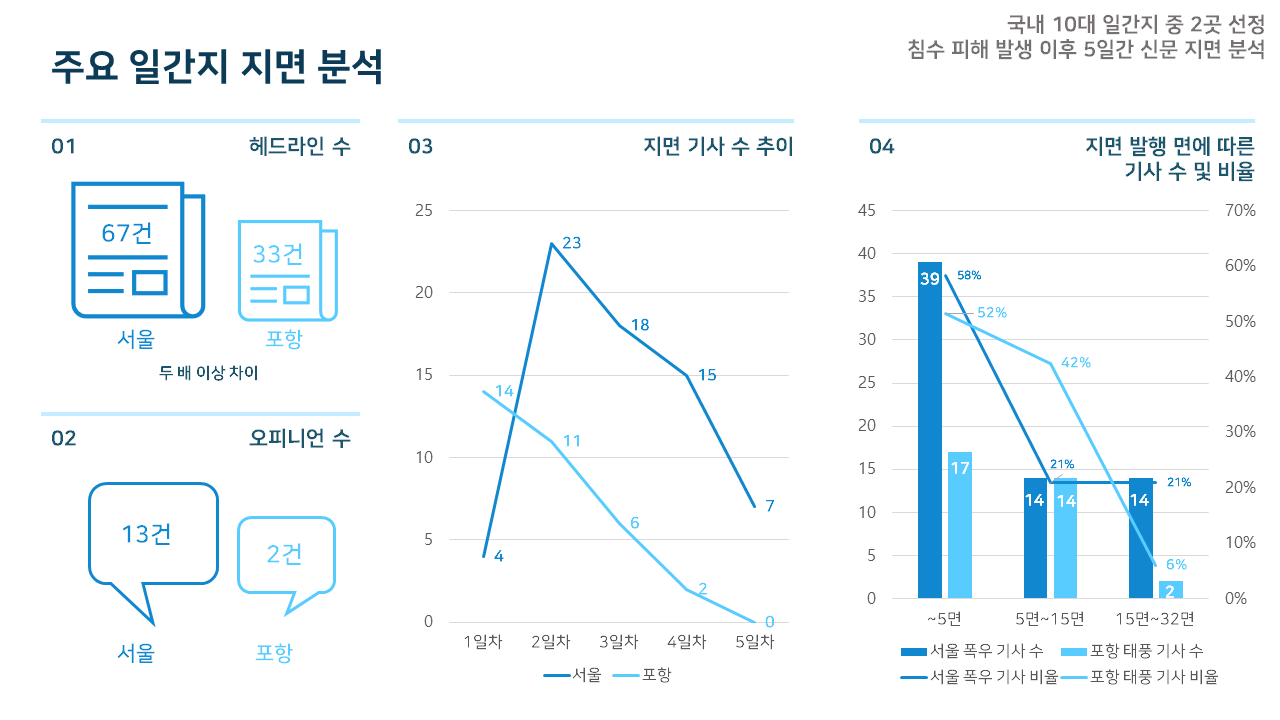 국내 10대 일간지 중 2곳 선정
침수 피해 발생 이후 5일간 신문 지면 분석
주요 일간지 지면 분석
01 헤드라인 수
67건
33건
서울
포항
두 배 이상 차이
02 오피니언 수
13건
2건
서울
포항
03 지면 기사 수 추이
25
20
15
10
5
0
23
18
15
7
4
14
11
6
2
0
1일차 2일차 3일차 4일차 5일차
서울 포항
04 지면 발행 면에 따른
기사 수 및 비율
45
40
35
30
25
20
15
10
5
0
70%
60%
50%
40%
30%
20%
10%
0%
39
58%
52%
42%
17
21%
21%
14
14
14
6%
2
~5면 5면~15면 15면~32면
서울 폭우 기사 수 포항 태풍 기사 수
서울 폭우 기사 비율 포항 태풍 기사 비율